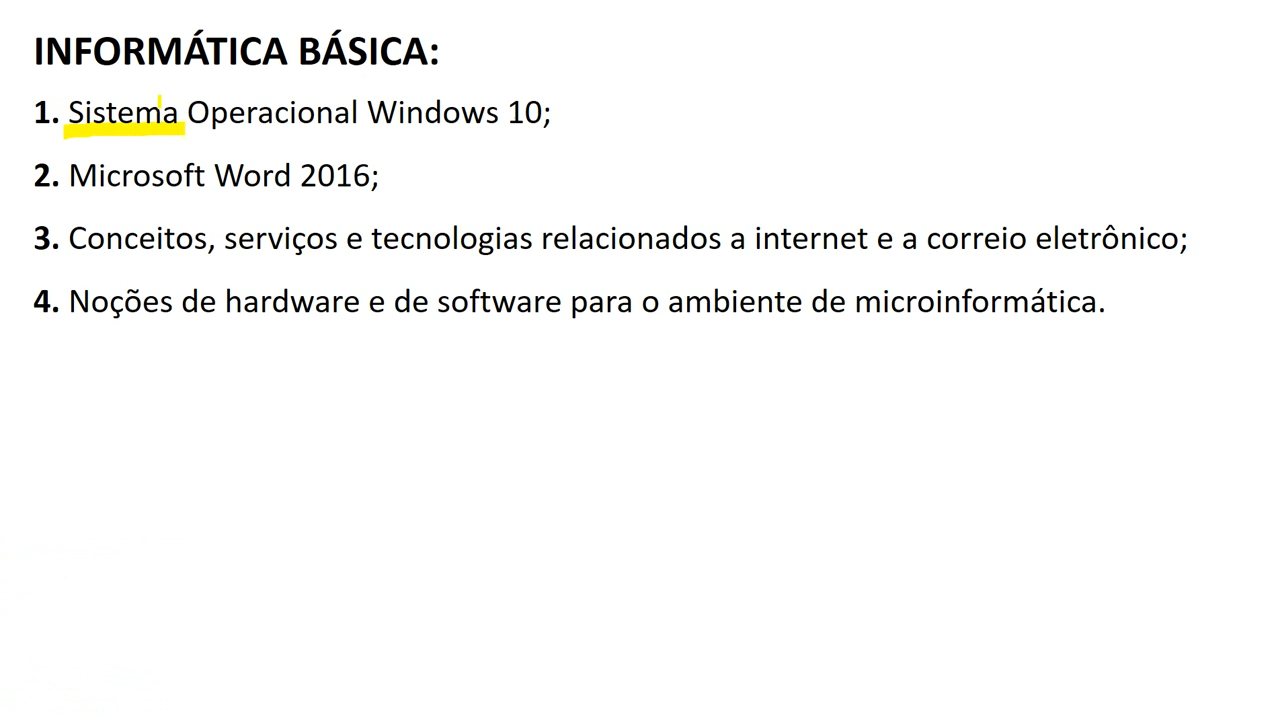 INFORMÁTICA BÁSICA:
1. Sistema Operacional Windows 10;
2. Microsoft Word 2016;
3. Conceitos, serviços e tecnologias relacionados a internet e a correio eletrônico;
4. Noções de hardware e de software para o ambiente de microinformática.